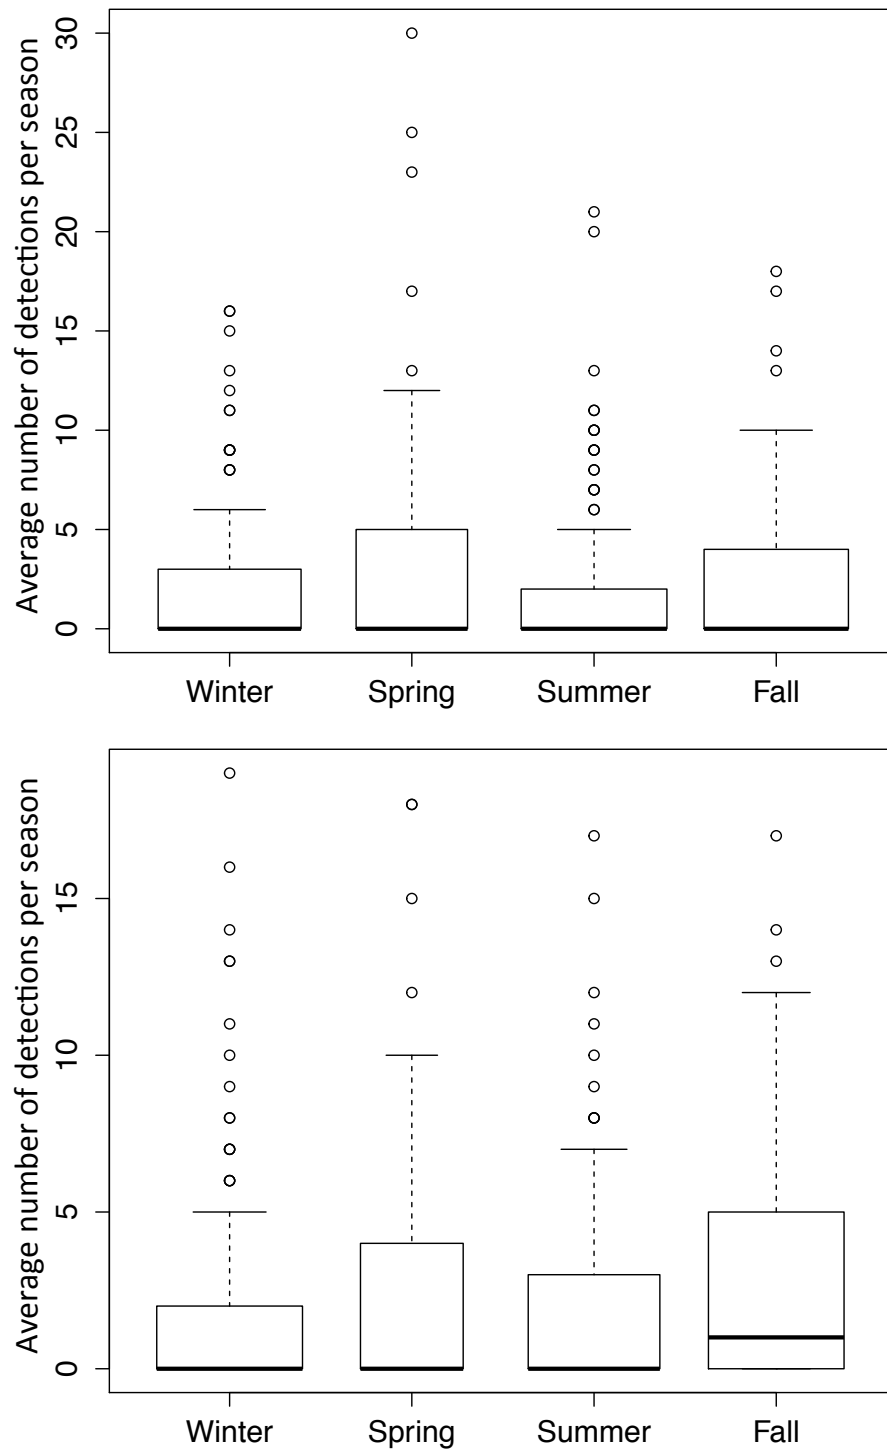 Average number of detections per season
30
25
20
15
10
5
0
Winter Spring Summer Fall
Average number of detections per season
15
10
5
0
Winter Spring Summer Fall